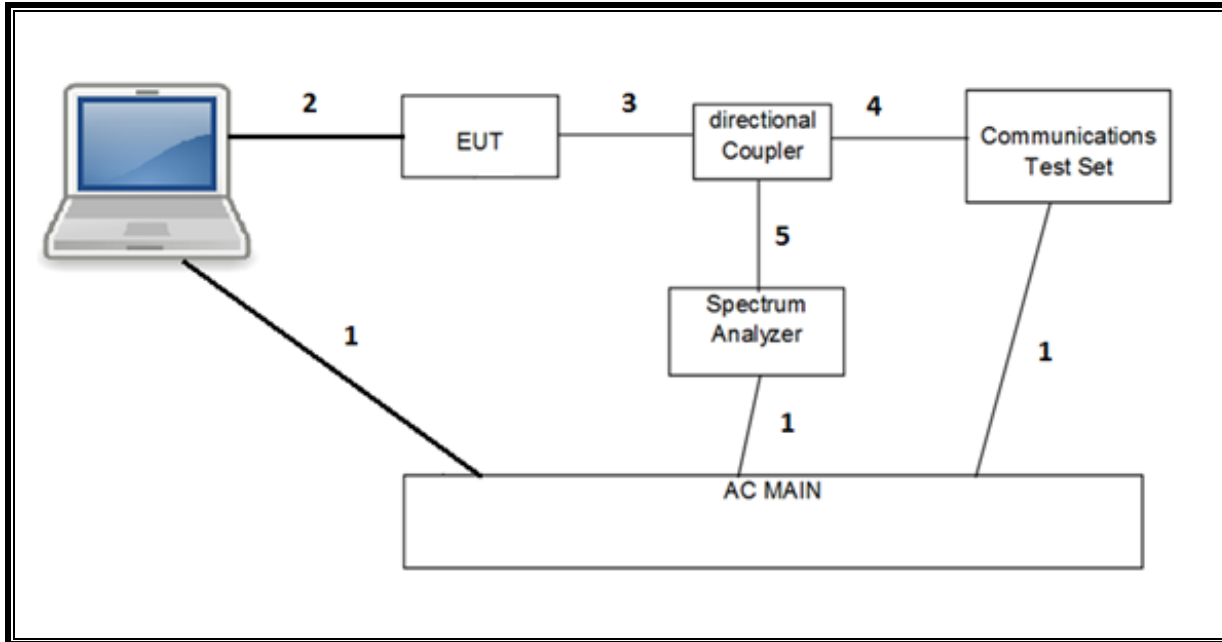 2
EUT
3
directional
Coupler
4
Communications
Test Set
5
Spectrum
Analyzer
1
1
1
AC MAIN